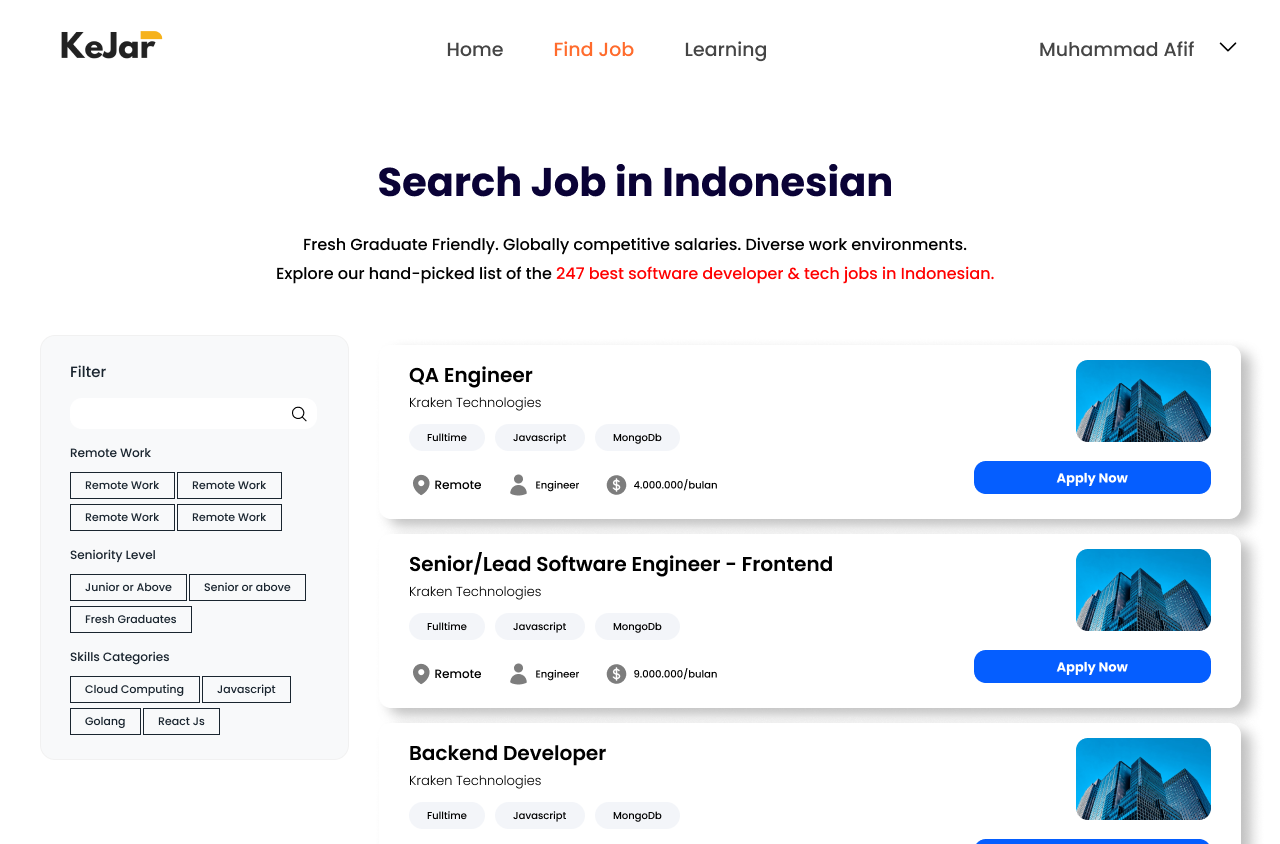 KeJar
Home Find Job Learning
Muhammad Afif
Search Job in Indonesian
Fresh Graduate Friendly. Globally competitive salaries. Diverse work environments.
Explore our hand-picked list of the 247 best software developer & tech jobs in Indonesian.
Filter
Remote Work
Remote Work Remote Work
Remote Work Remote Work
Seniority Level
Junior or Above Senior or above
Fresh Graduates
Skills Categories
Cloud Computing Javascript
Golang React Js
QA Engineer
Kraken Technologies
Fulltime Javascript MongoDb
Remote Engineer $ 4.000.000/bulan
Apply Now
Senior/Lead Software Engineer - Frontend
Kraken Technologies
Fulltime Javascript MongoDb
Remote Engineer $ 9.000.000/bulan
Apply Now
Backend Developer
Kraken Technologies
Fulltime Javascript MongoDb